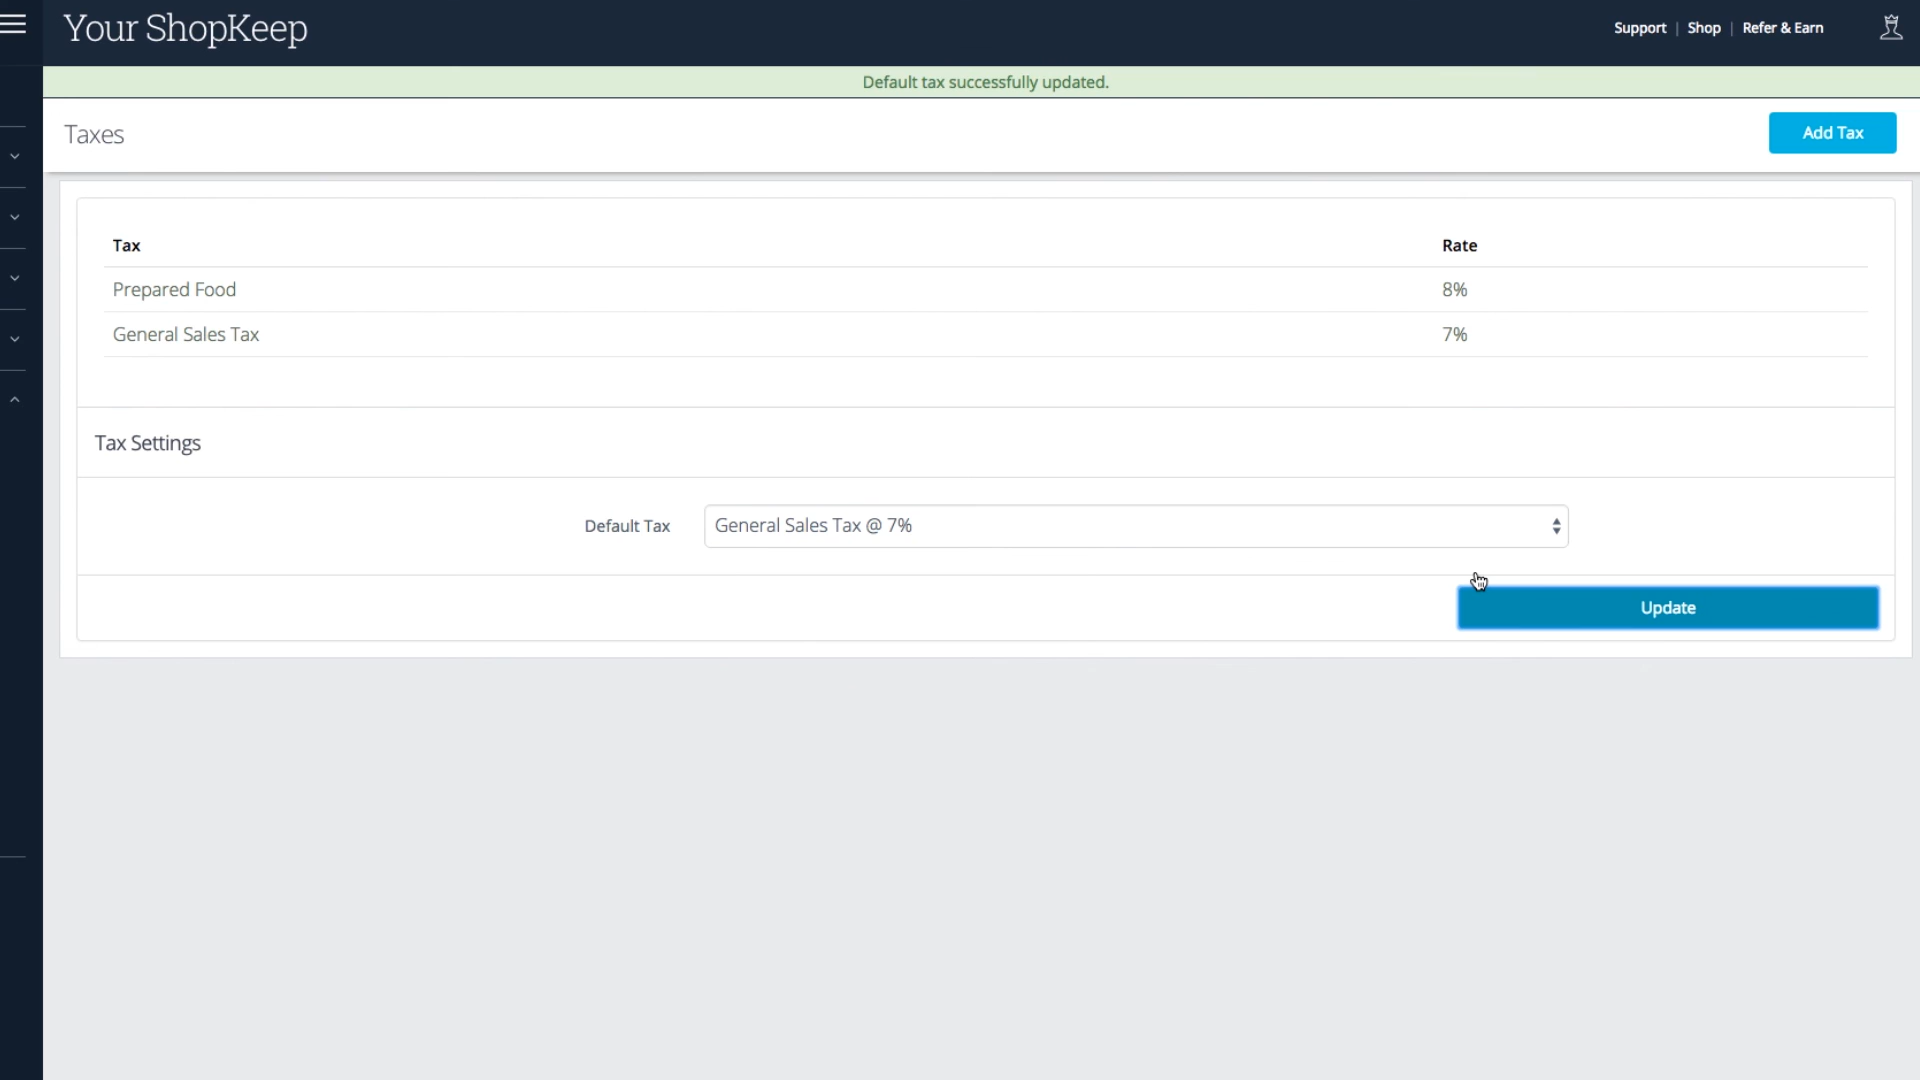 Your ShopKeep
Support | Shop | Refer & Earn
Default tax successfully updated.
Taxes
Add Tax
Tax Rate
Prepared Food 8%
General Sales Tax 7%
Tax Settings
Default Tax General Sales Tax @ 7%
Update